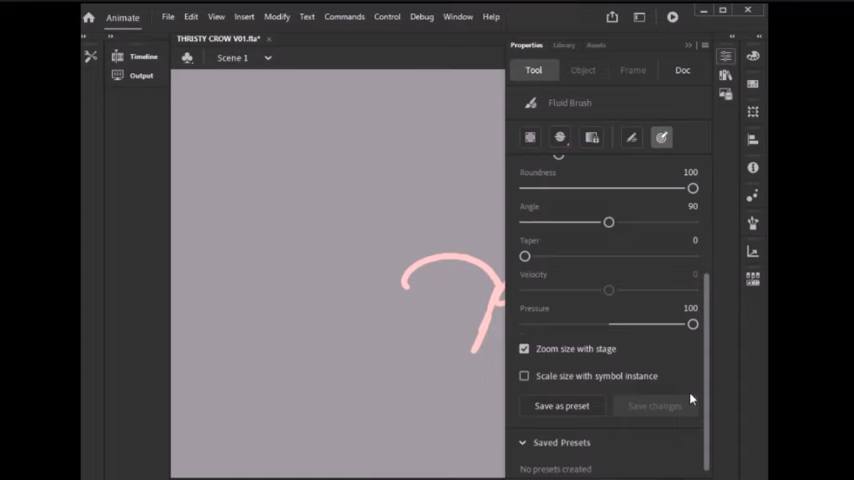 Animate File Edit View Insert Modify Text Commands Control Debug Window Help
THRISTY CROW V01.fla*
Scene 1
Timeline
Output
Properties Library Assets
Tool Object Frame Doc
Fluid Brush
Roundness 100
Angle 90
Taper 0
Velocity 0
Pressure 100
Zoom size with stage
Scale size with symbol instance
Save as preset Save changes
Saved Presets
No presets created